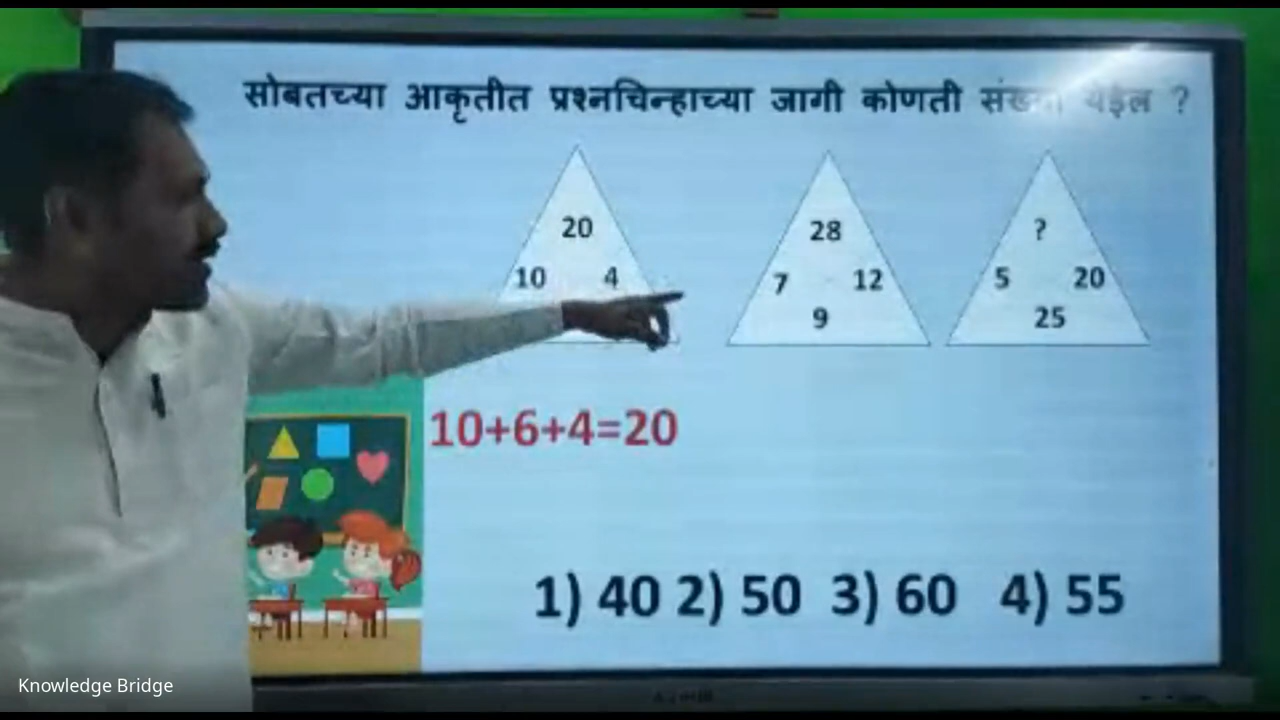 सोबतच्या आकृतीत प्रश्नचिन्हाच्या जागी कोणती संख्या येईल ?
20 28 ?
10 4 7 12 5 20
9 25
10+6+4=20
1) 40 2) 50 3) 60 4) 55
Knowledge Bridge